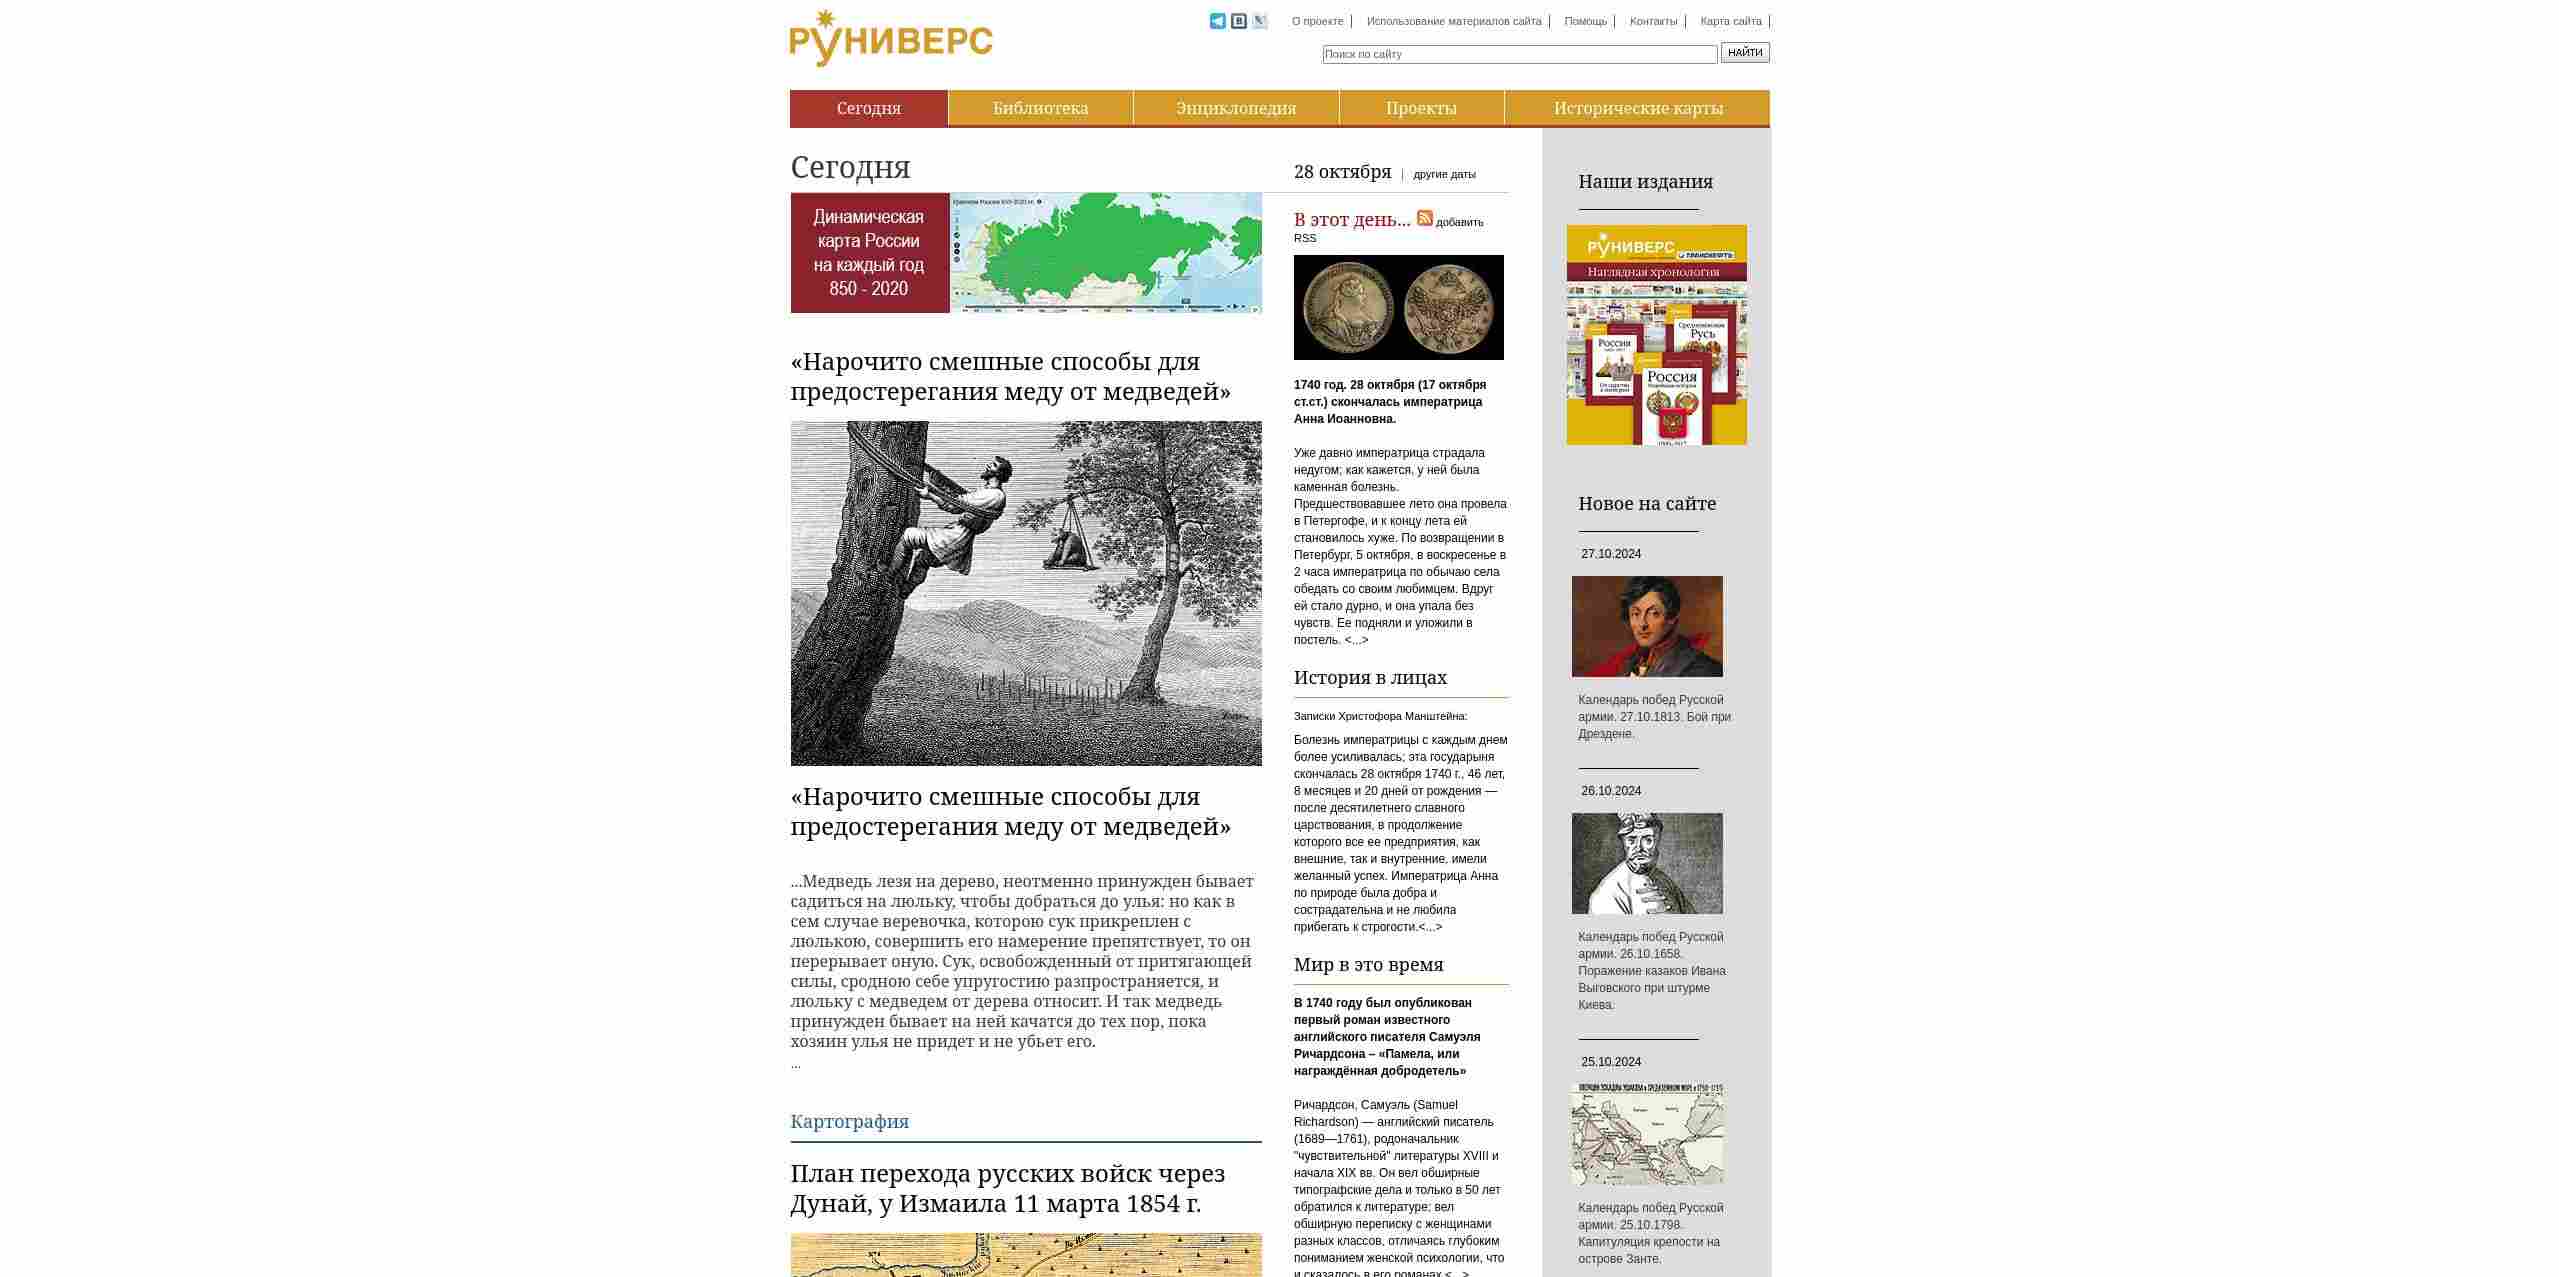 РУНИВЕРС
О проекте
Использование материалов сайта
Помощь
Контакты
Карта сайта
Поиск по сайту
НАЙТИ
Сегодня
Библиотека
Энциклопедия
Проекты
Исторические карты
Сегодня
Динамическая
карта России
на каждый год
850 - 2020
«Нарочито смешные способы для
предостерегания меду от медведей»
«Нарочито смешные способы для
предостерегания меду от медведей»
...Медведь лезя на дерево, неотменно принужден бывает
садиться на люльку, чтобы добраться до улья: но как в
сем случае веревочка, которою сук прикреплен с
люлькою, совершить его намерение препятствует, то он
перерывает оную. Сук, освобожденный от притягающей
силы, сродною себе упругостию разпространяется, и
люльку с медведем от дерева относит. И так медведь
принужден бывает на ней качатся до тех пор, пока
хозяин улья не придет и не убьет его.
...
Картография
План перехода русских войск через
Дунай, у Измаила 11 марта 1854 г.
28 октября | другие даты
В этот день... добавить
RSS
1740 год. 28 октября (17 октября
ст.ст.) скончалась императрица
Анна Иоанновна.
Уже давно императрица страдала
недугом; как кажется, у ней была
каменная болезнь.
Предшествовавшее лето она провела
в Петергофе, и к концу лета ей
становилось хуже. По возвращении в
Петербург, 5 октября, в воскресенье в
2 часа императрица по обычаю села
обедать со своим любимцем. Вдруг
ей стало дурно, и она упала без
чувств. Ее подняли и уложили в
постель. <...>
История в лицах
Записки Христофора Манштейна:
Болезнь императрицы с каждым днем
более усиливалась; эта государыня
скончалась 28 октября 1740 г., 46 лет,
8 месяцев и 20 дней от рождения —
после десятилетнего славного
царствования, в продолжение
которого все ее предприятия, как
внешние, так и внутренние, имели
желанный успех. Императрица Анна
по природе была добра и
сострадательна и не любила
прибегать к строгости.<...>
Мир в это время
В 1740 году был опубликован
первый роман известного
английского писателя Самуэля
Ричардсона – «Памела, или
награждённая добродетель»
Ричардсон, Самуэль (Samuel
Richardson) — английский писатель
(1689—1761), родоначальник
"чувствительной" литературы XVIII и
начала XIX вв. Он вел обширные
типографские дела и только в 50 лет
обратился к литературе; вел
обширную переписку с женщинами
разных классов, отличаясь глубоким
пониманием женской психологии, что
и сказалось в его романах.<...>
Наши издания
РУНИВЕРС
ТРАНСНЕФТЬ
Наглядная хронология
Средневековая
Русь
Россия
Россия
Новое на сайте
27.10.2024
Календарь побед Русской
армии. 27.10.1813. Бой при
Дрездене.
26.10.2024
Календарь побед Русской
армии. 26.10.1658.
Поражение казаков Ивана
Выговского при штурме
Киева.
25.10.2024
Календарь побед Русской
армии. 25.10.1798.
Капитуляция крепости на
острове Занте.